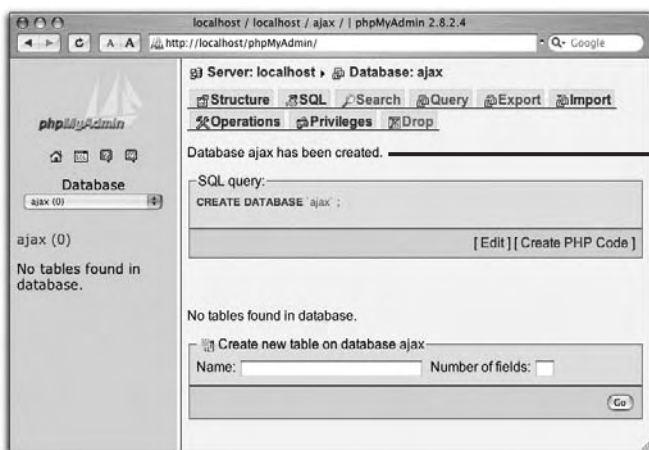 localhost / localhost / ajax / | phpMyAdmin 2.8.2.4
A A http://localhost/phpMyAdmin/ Google
phpMyAdmin
Database
ajax (0)
ajax (0)
No tables found in
database.
Server: localhost ▸ Database: ajax
Structure SQL Search Query Export Import
Operations Privileges Drop
Database ajax has been created.
SQL query:
CREATE DATABASE `ajax` ;
[ Edit ] [ Create PHP Code ]
No tables found in database.
Create new table on database ajax
Name: Number of fields:
Go